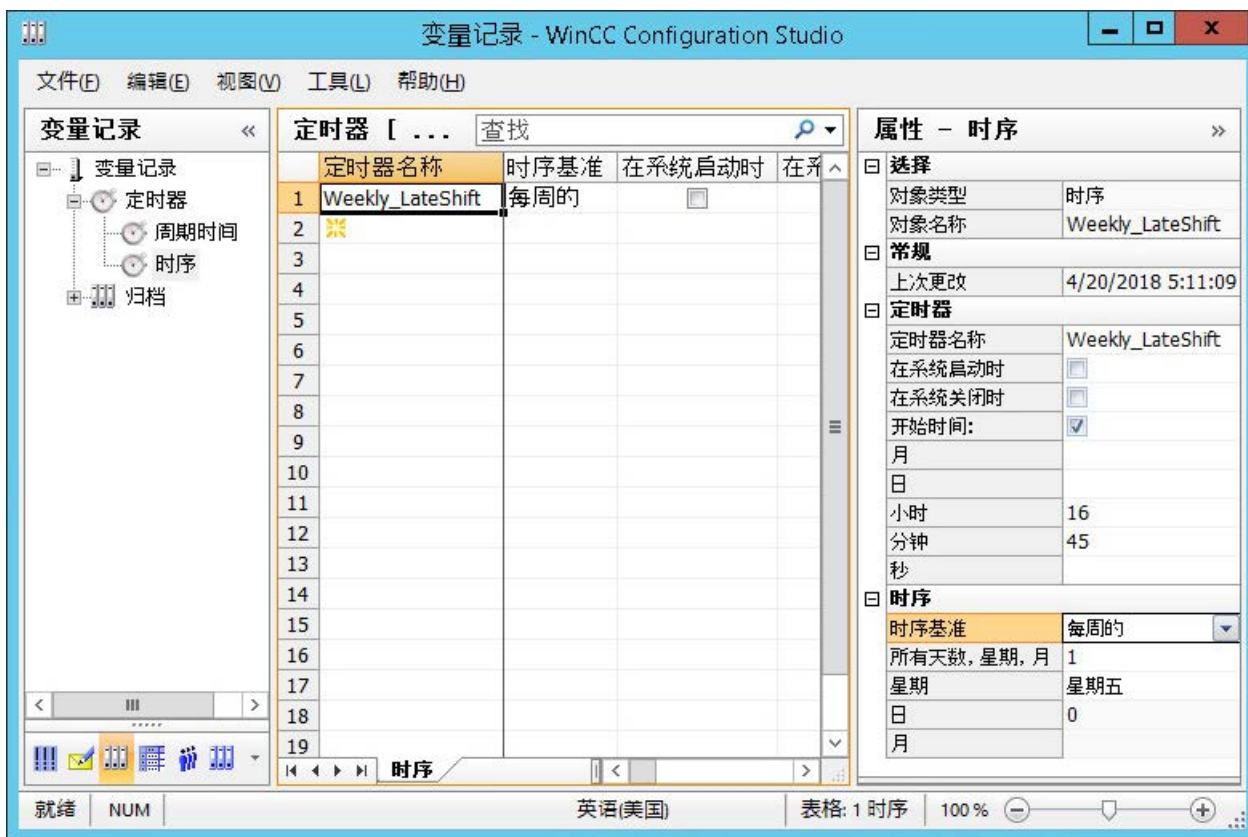 变量记录 - WinCC Configuration Studio
文件(F) 编辑(E) 视图(V) 工具(L) 帮助(H)
变量记录 «
变量记录
定时器
周期时间
时序
归档
定时器 [ ... 查找
定时器名称 时序基准 在系统启动时 在系
1 Weekly_LateShift 每周的
2
3
4
5
6
7
8
9
10
11
12
13
14
15
16
17
18
19
时序
属性 - 时序 »
选择
对象类型 时序
对象名称 Weekly_LateShift
常规
上次更改 4/20/2018 5:11:09
定时器
定时器名称 Weekly_LateShift
在系统启动时
在系统关闭时
开始时间:
月
日
小时 16
分钟 45
秒
时序
时序基准 每周的
所有天数, 星期, 月 1
星期 星期五
日 0
月
就绪 NUM 英语(美国) 表格: 1 时序 100 %